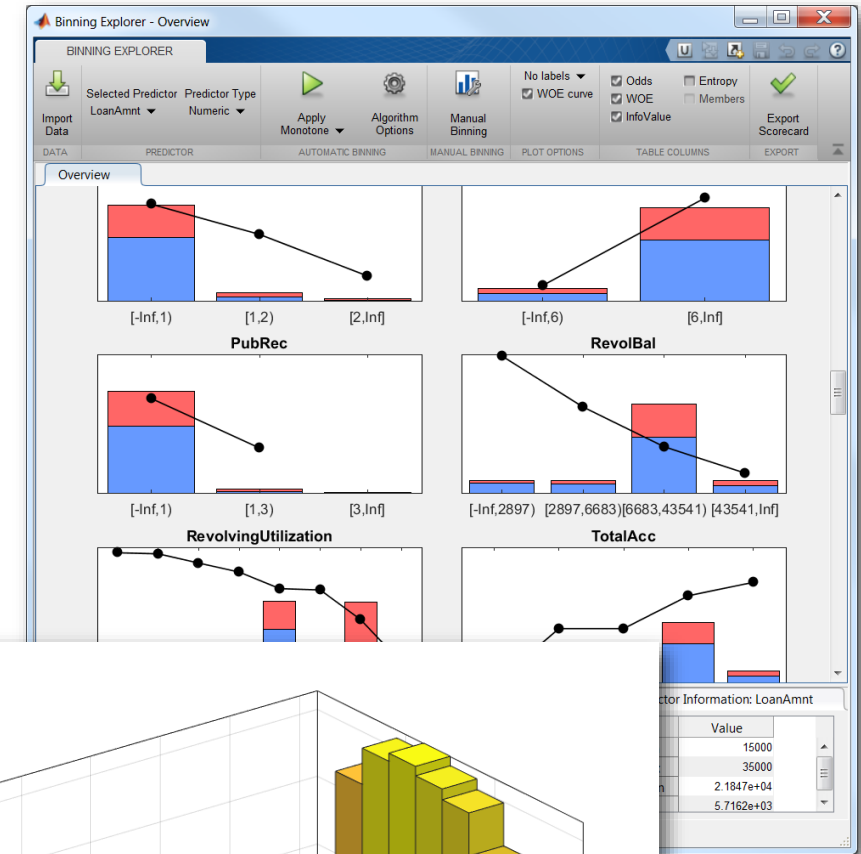 Binning Explorer - Overview
BINNING EXPLORER
Import Data
Selected Predictor Predictor Type
LoanAmnt Numeric
Apply Monotone
Algorithm Options
Manual Binning
No labels
WOE curve
Odds
WOE
InfoValue
Entropy
Members
Export Scorecard
DATA PREDICTOR AUTOMATIC BINNING MANUAL BINNING PLOT OPTIONS TABLE COLUMNS EXPORT
Overview
[-Inf,1) [1,2) [2,Inf] [-Inf,6) [6,Inf]
PubRec RevolBal
[-Inf,1) [1,3) [3,Inf] [-Inf,2897) [2897,6683)[6683,43541) [43541,Inf]
RevolvingUtilization TotalAcc
Information: LoanAmnt
Value
15000
35000
2.1847e+04
5.7162e+03